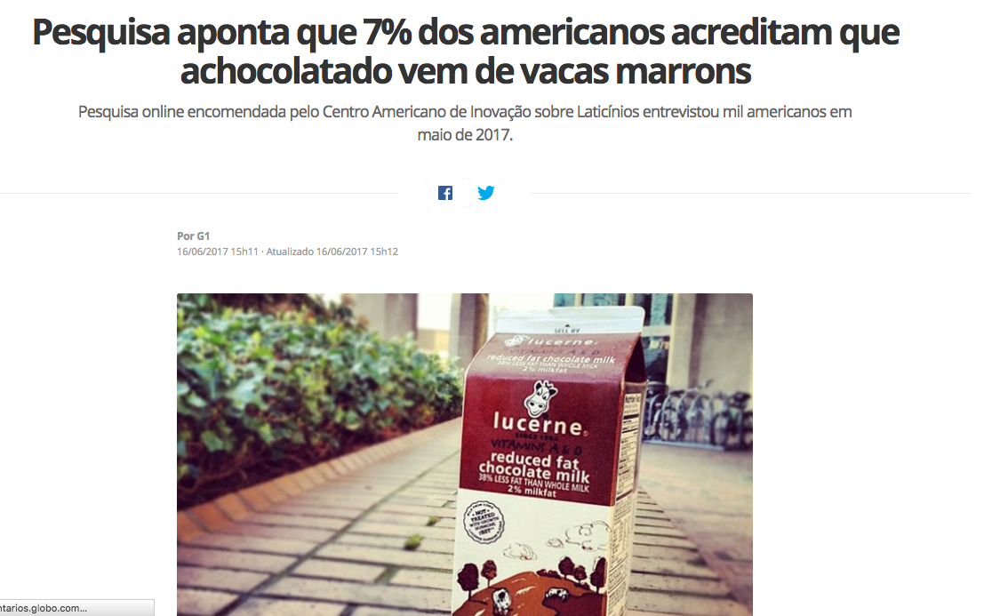 Pesquisa aponta que 7% dos americanos acreditam que
achocolatado vem de vacas marrons
Pesquisa online encomendada pelo Centro Americano de Inovação sobre Laticínios entrevistou mil americanos em
maio de 2017.
Por G1
16/06/2017 15h11 · Atualizado 16/06/2017 15h12
SELL BY
lucerne
VITAMINS A & D
reduced fat chocolate milk
38% LESS FAT THAN WHOLE MILK
2% milkfat
lucerne
SINCE 1904
VITAMINS A & D
reduced fat
chocolate milk
38% LESS FAT THAN WHOLE MILK
2% milkfat
NOT
TREATED
Nutrition Facts
ntarios.globo.com...